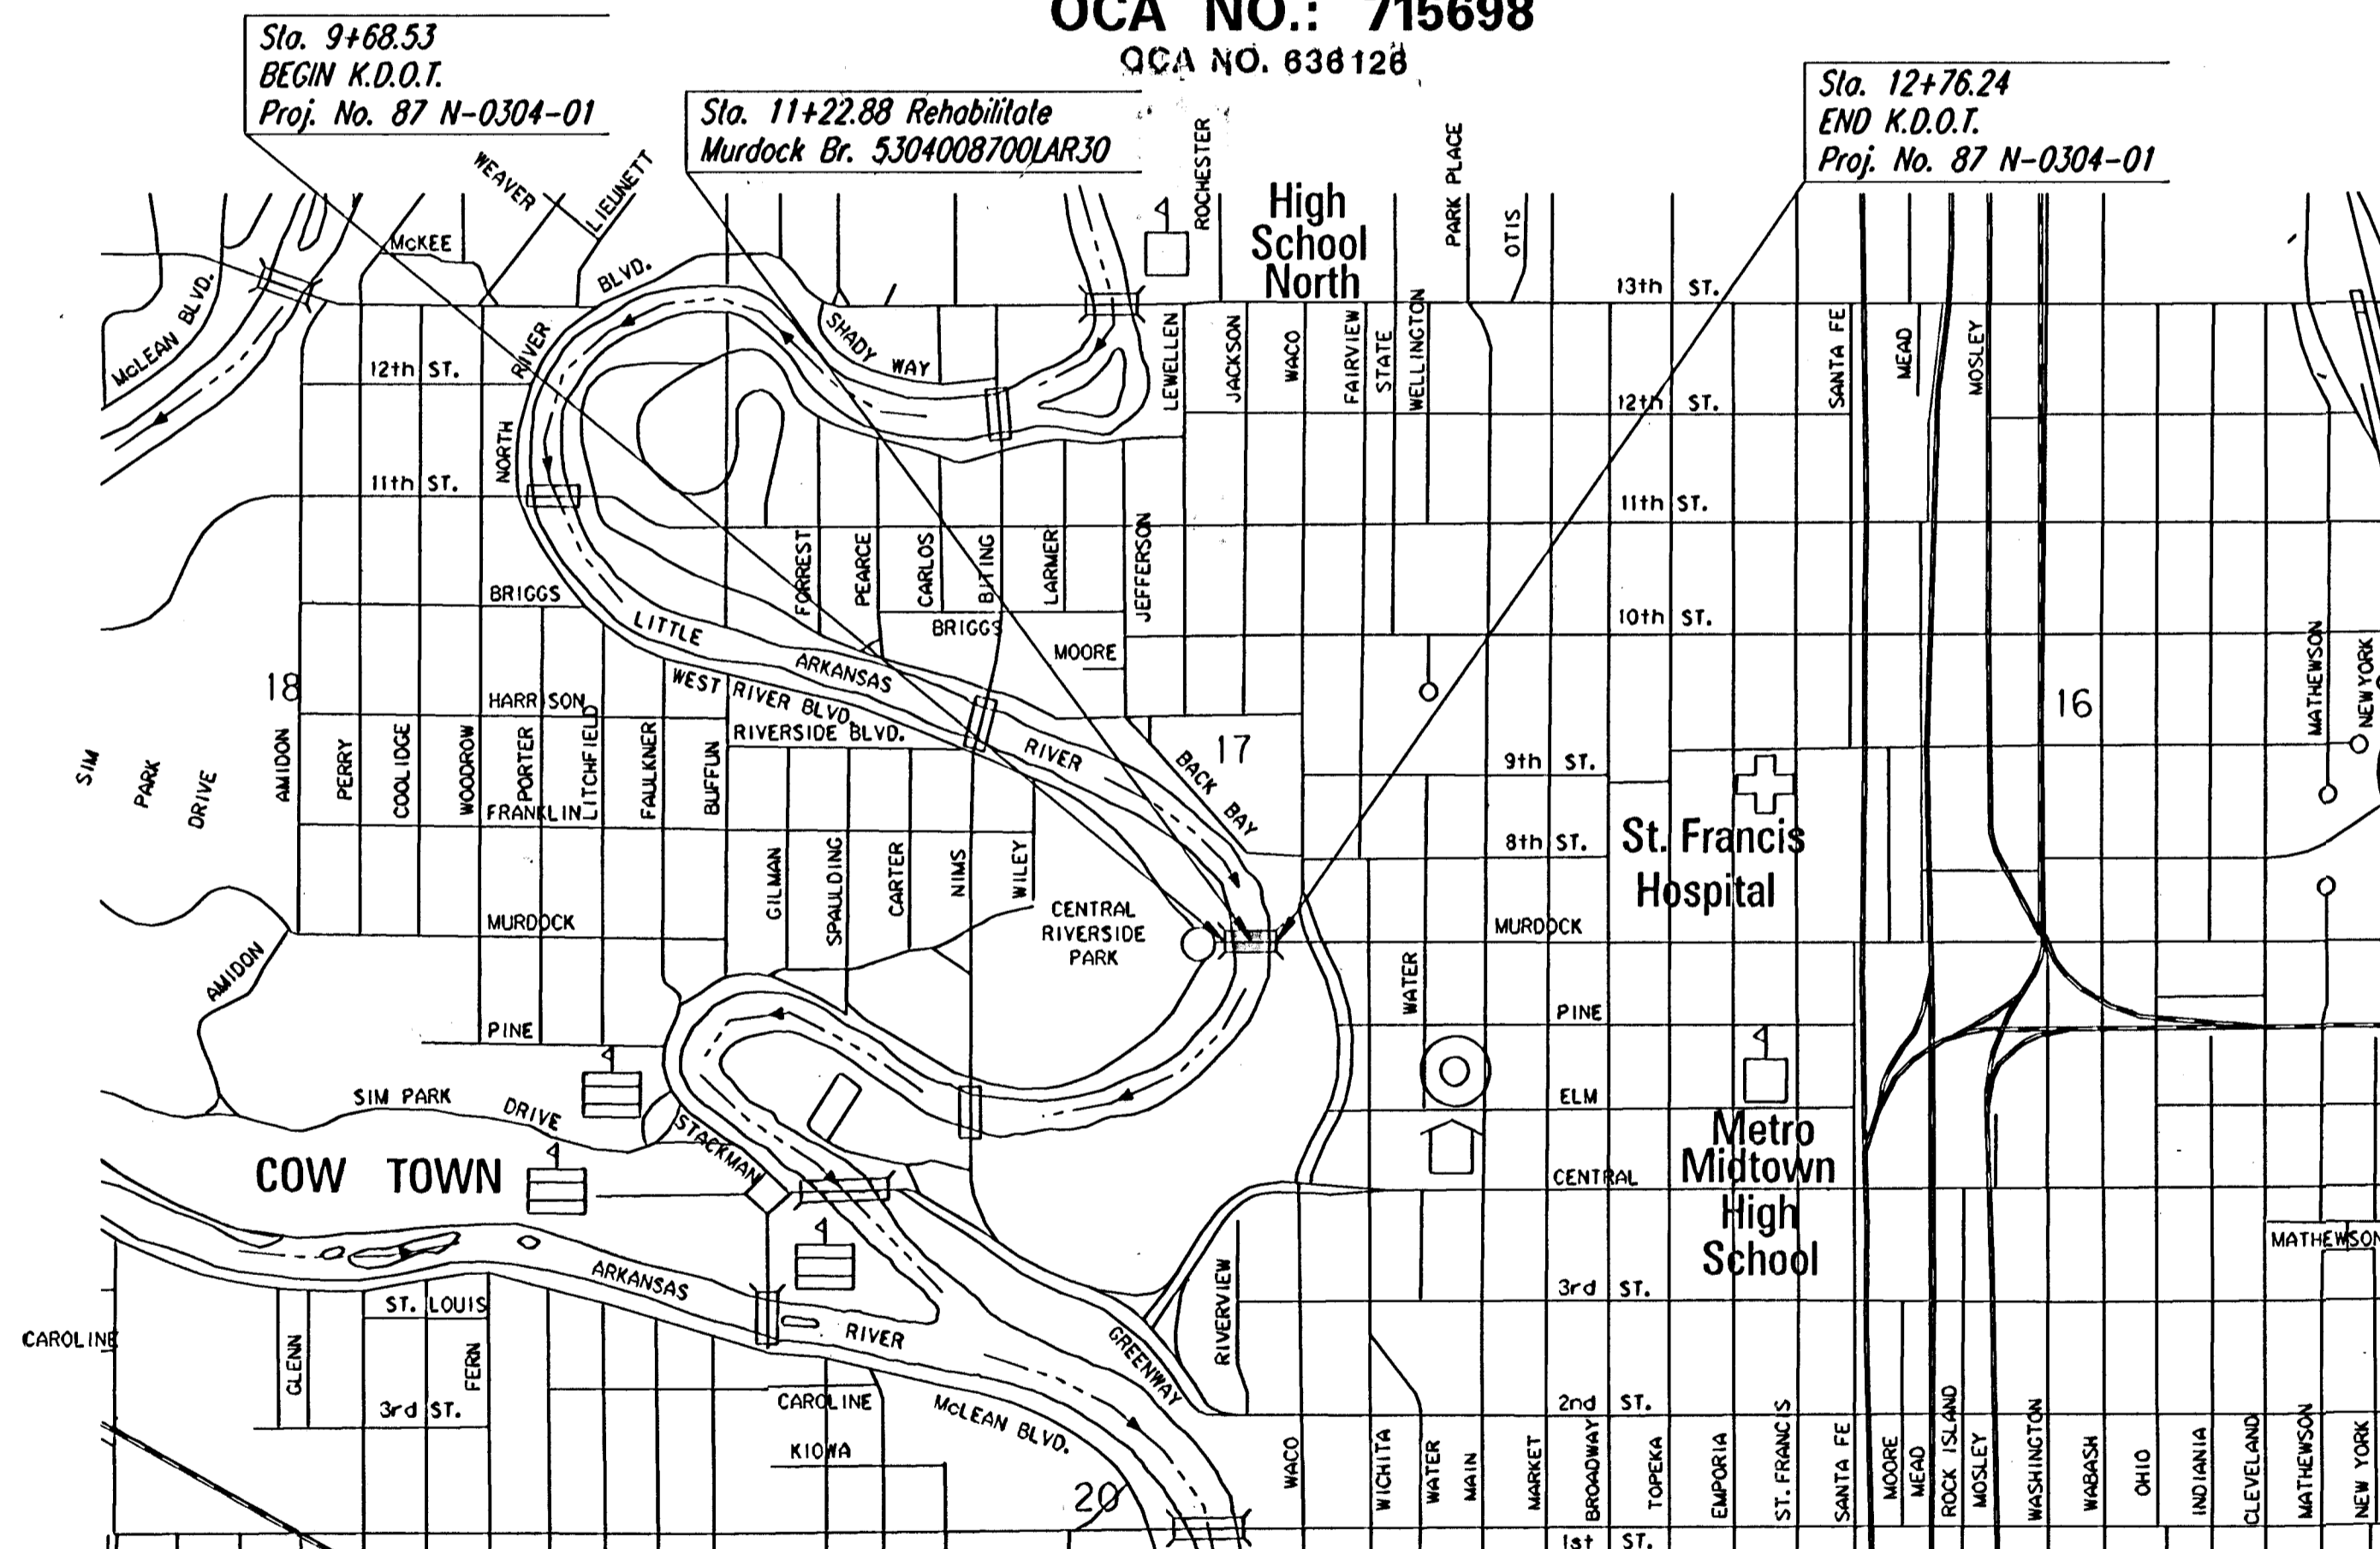 OCA NO.: 715698
OCA NO. 636126
Sta. 9+68.53
BEGIN K.D.O.T.
Proj. No. 87 N-0304-01
Sta. 11+22.88 Rehabilitate
Murdock Br. 5304008700LAR30
Sta. 12+76.24
END K.D.O.T.
Proj. No. 87 N-0304-01
WEAVER
LIEUNETT
ROCHESTER
PARK PLACE
OTIS
High
School
North
McKEE
BLVD.
McLEAN BLVD.
RIVER
NORTH
SHADY WAY
13th ST.
12th ST.
12th ST.
11th ST.
11th ST.
10th ST.
LEWELLEN
JACKSON
WACO
FAIRVIEW
STATE
WELLINGTON
SANTA FE
MEAD
MOSLEY
FORREST
PEARCE
CARLOS
BITING
LARMER
JEFFERSON
BRIGGS
BRIGGS
MOORE
LITTLE
ARKANSAS
RIVER
WEST RIVER BLVD.
RIVERSIDE BLVD.
18
HARRISON
17
16
MATHEWSON
NEW YORK
SIM
PARK
DRIVE
AMIDON
PERRY
COOLIDGE
WOODROW
PORTER
LITCHFIELD
FAULKNER
BUFFUN
FRANKLIN
BACK BAY
9th ST.
8th ST.
St. Francis
Hospital
GILMAN
SPAULDING
CARTER
NIMS
WILEY
CENTRAL
RIVERSIDE
PARK
MURDOCK
MURDOCK
AMIDON
WATER
PINE
PINE
ELM
SIM PARK DRIVE
STACKMAN
COW TOWN
Metro
Midtown
High
School
CENTRAL
MATHEWSON
ARKANSAS
RIVER
ST. LOUIS
CAROLINE
GLENN
FERN
3rd ST.
3rd ST.
RIVERVIEW
GREENWAY
CAROLINE
McLEAN BLVD.
KIOWA
2nd ST.
20
WACO
WICHITA
WATER
MAIN
MARKET
BROADWAY
TOPEKA
EMPORIA
ST. FRANCIS
SANTA FE
MOORE
MEAD
ROCK ISLAND
MOSLEY
WASHINGTON
WABASH
OHIO
INDIANIA
CLEVELAND
MATHEWSON
NEW YORK
1st ST.